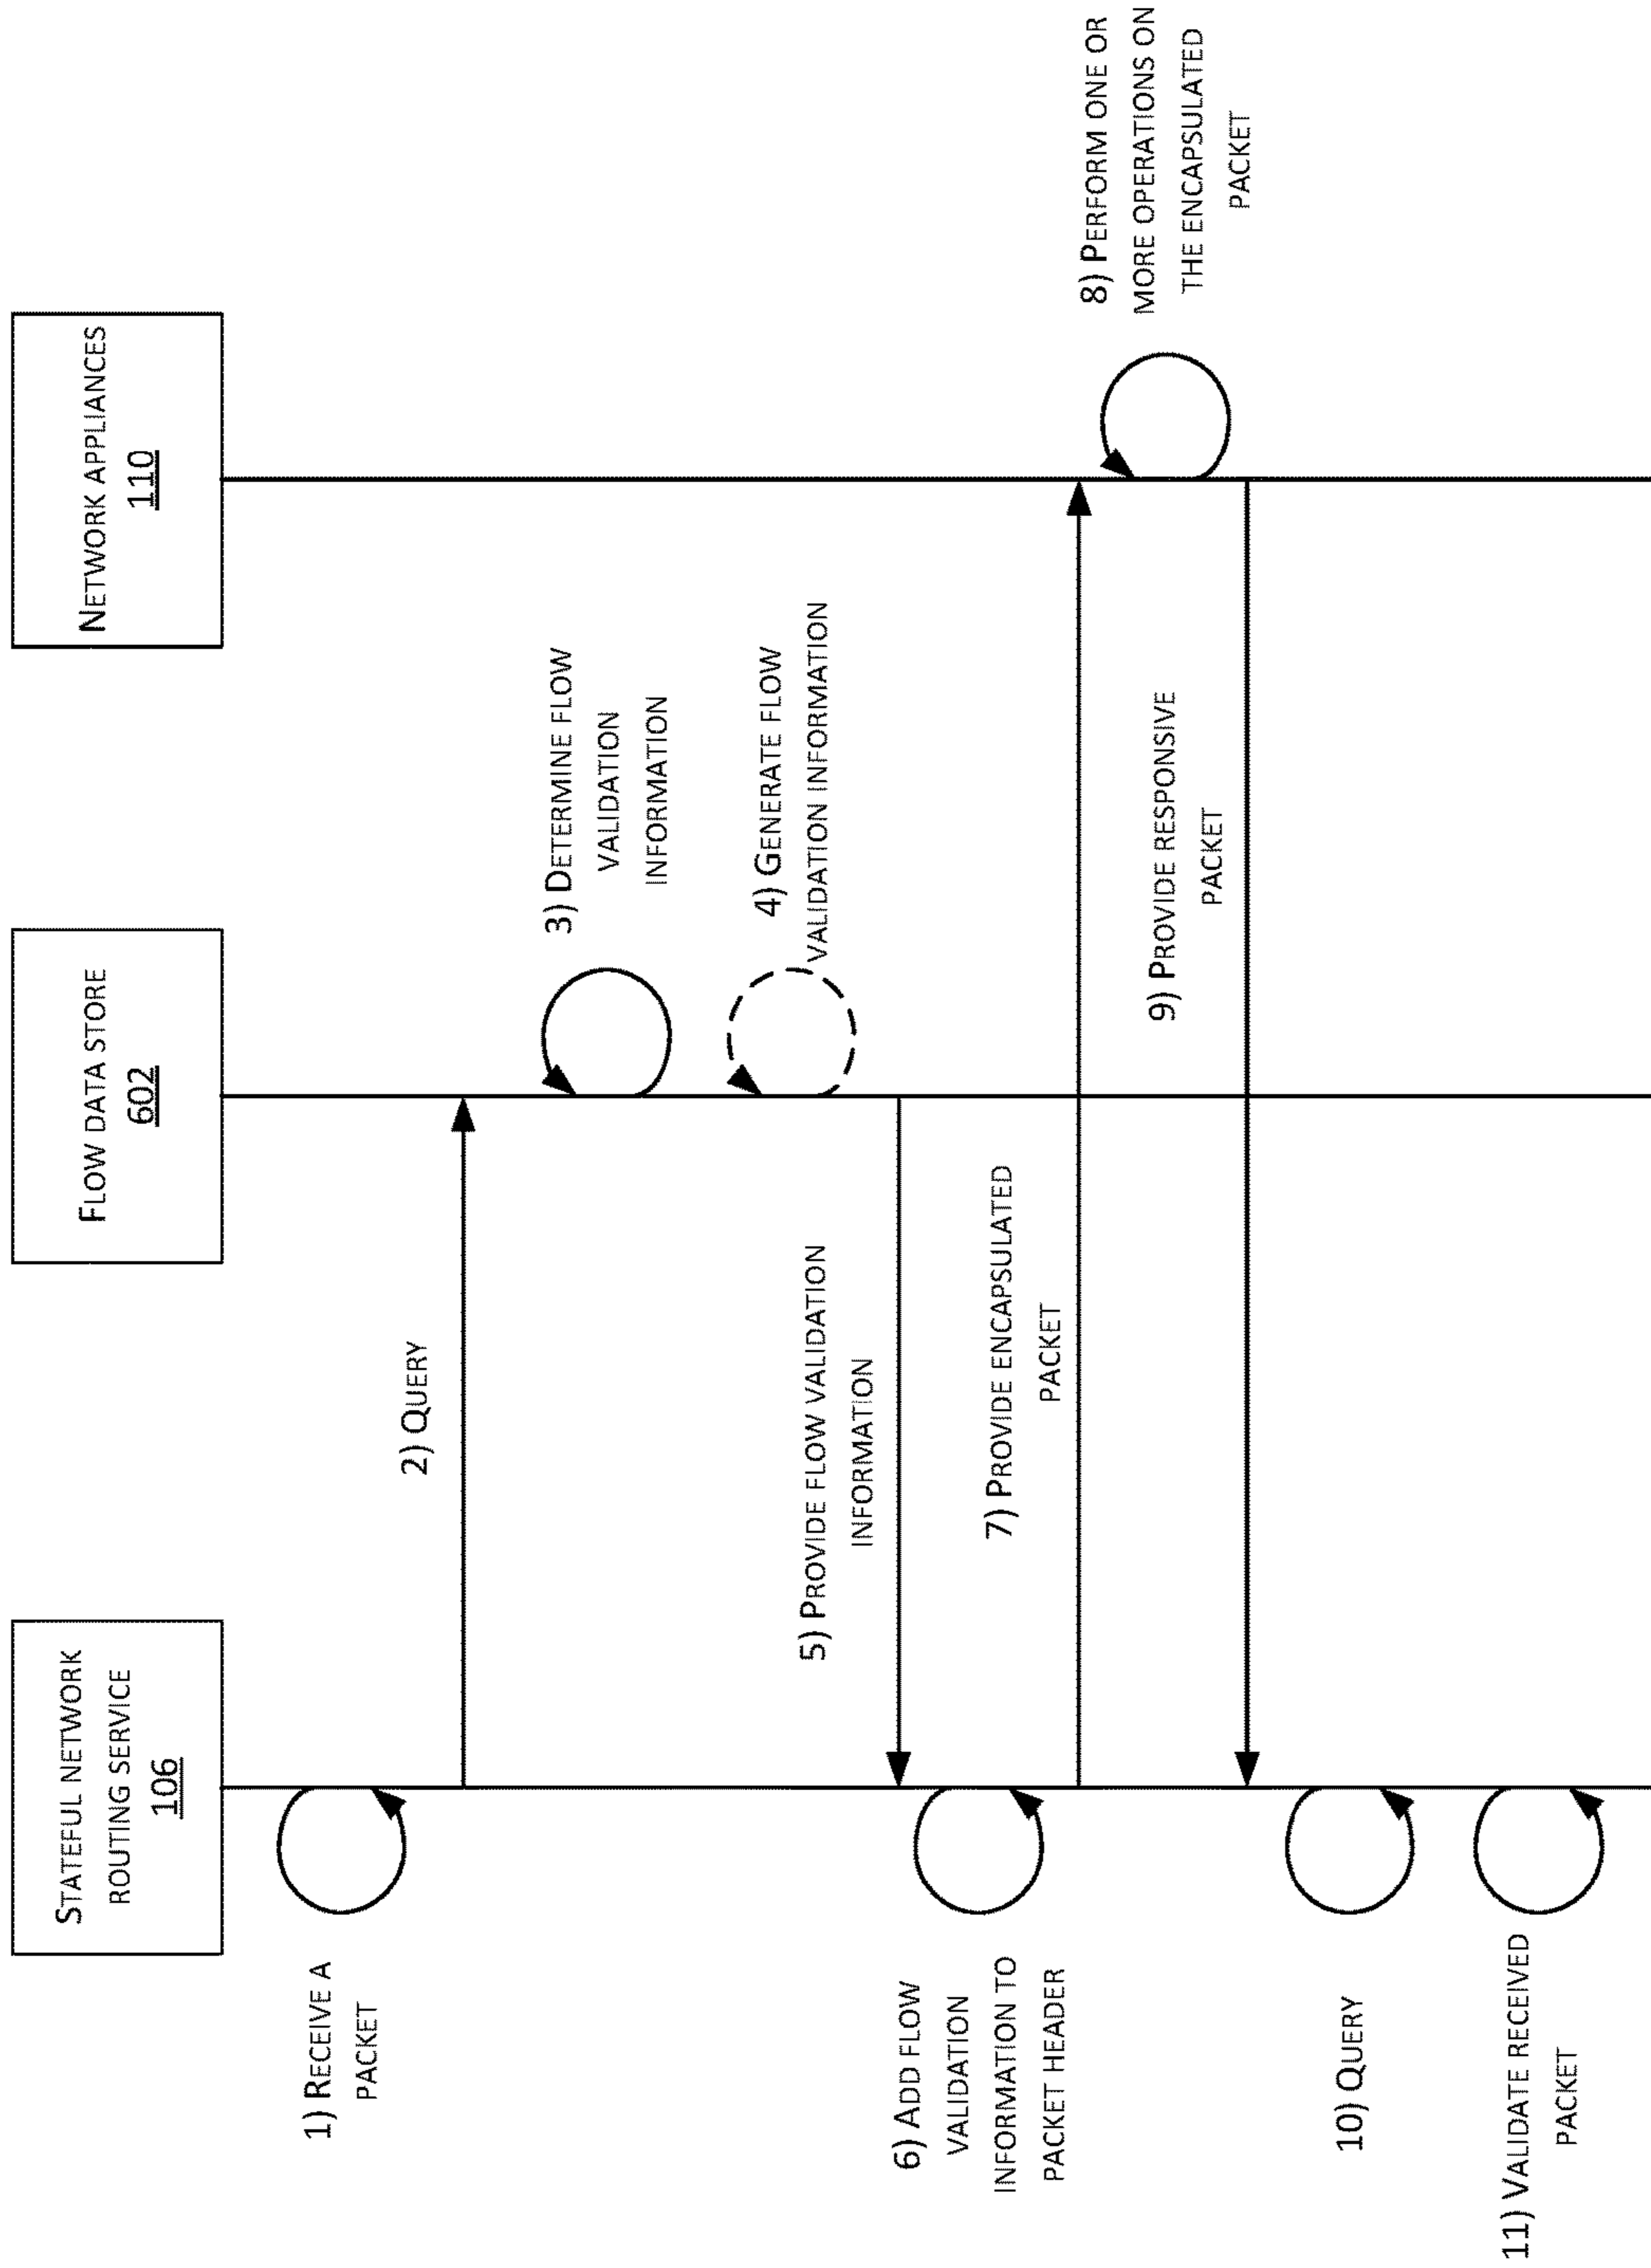 STATEFUL NETWORK
ROUTING SERVICE
106
FLOW DATA STORE
602
NETWORK APPLIANCES
110
1) RECEIVE A
PACKET
2) QUERY
3) DETERMINE FLOW
VALIDATION
INFORMATION
4) GENERATE FLOW
VALIDATION INFORMATION
5) PROVIDE FLOW VALIDATION
INFORMATION
6) ADD FLOW
VALIDATION
INFORMATION TO
PACKET HEADER
7) PROVIDE ENCAPSULATED
PACKET
8) PERFORM ONE OR
MORE OPERATIONS ON
THE ENCAPSULATED
PACKET
9) PROVIDE RESPONSIVE
PACKET
10) QUERY
11) VALIDATE RECEIVED
PACKET